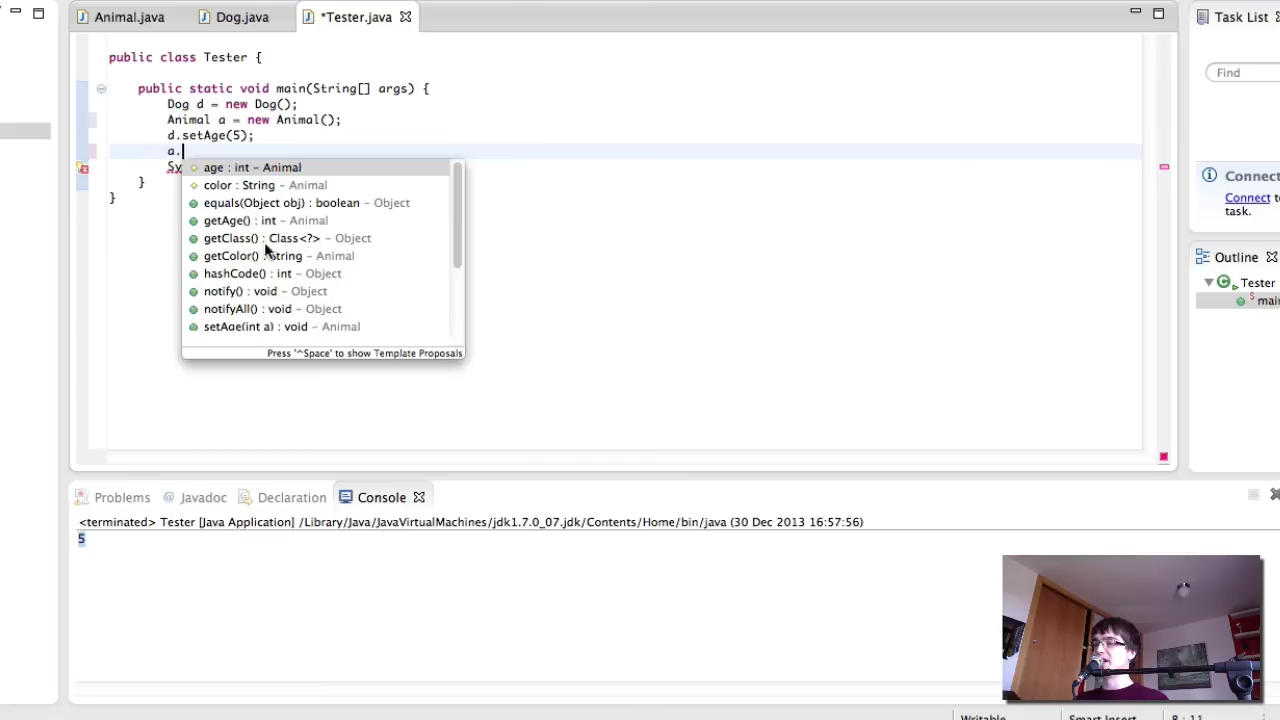 Animal.java
Dog.java
*Tester.java
Task List
public class Tester {
Find
public static void main(String[] args) {
Dog d = new Dog();
Animal a = new Animal();
d.setAge(5);
a.
Sy
}
}
age : int – Animal
color : String – Animal
equals(Object obj) : boolean – Object
getAge() : int – Animal
getClass() : Class<?> – Object
getColor() : String – Animal
hashCode() : int – Object
notify() : void – Object
notifyAll() : void – Object
setAge(int a) : void – Animal
Press '^Space' to show Template Proposals
Connect
Connect to
task.
Outline
Tester
main
Problems
@ Javadoc
Declaration
Console
<terminated> Tester [Java Application] /Library/Java/JavaVirtualMachines/jdk1.7.0_07.jdk/Contents/Home/bin/java (30 Dec 2013 16:57:56)
5
Writable
Smart Insert
8 : 11